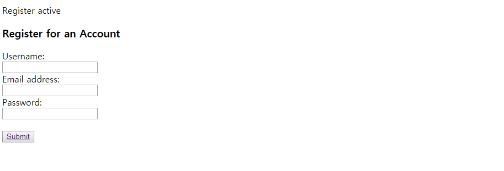 Register active
Register for an Account
Username:
Email address:
Password:
Submit